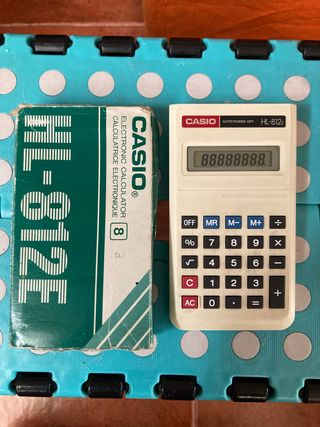 CASIO®
ELECTRONIC CALCULATOR
CALCULATRICE ELECTRONIQUE
8
HL-812E
CASIO
AUTO POWER-OFF
HL-812E
88888888.
OFF MR M- M+ ÷
% 7 8 9 ×
√ 4 5 6 -
C 1 2 3 +
AC 0 · =